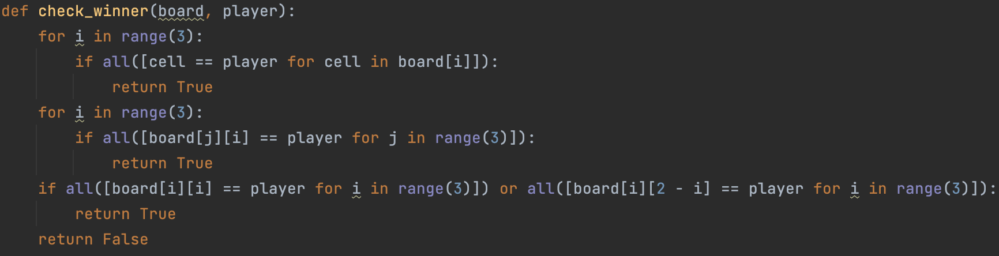 def check_winner(board, player):
    for i in range(3):
        if all([cell == player for cell in board[i]]):
            return True
    for i in range(3):
        if all([board[j][i] == player for j in range(3)]):
            return True
    if all([board[i][i] == player for i in range(3)]) or all([board[i][2 - i] == player for i in range(3)]):
        return True
    return False